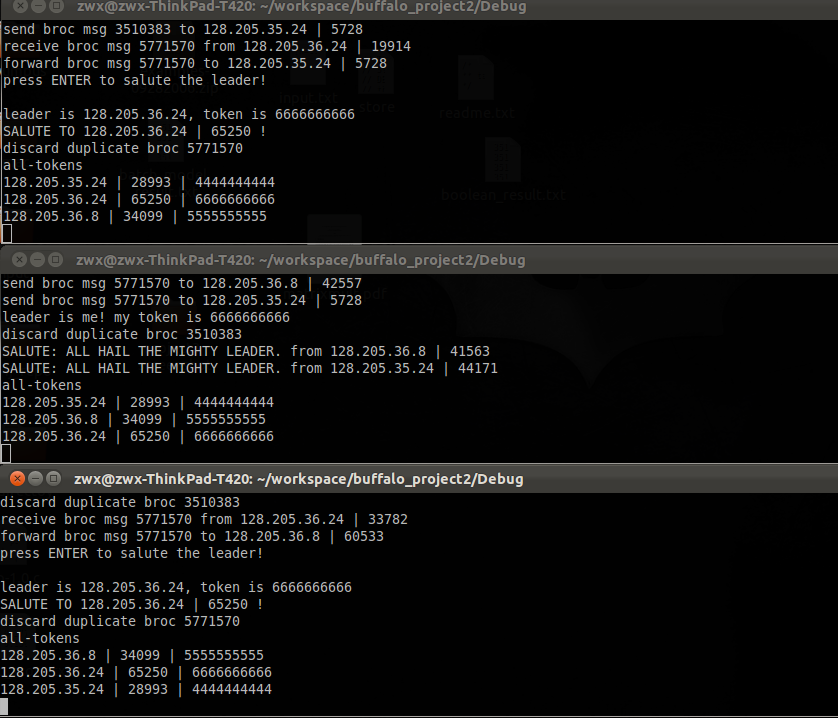 zwx@zwx-ThinkPad-T420: ~/workspace/buffalo_project2/Debug
send broc msg 3510383 to 128.205.35.24 | 5728
receive broc msg 5771570 from 128.205.36.24 | 19914
forward broc msg 5771570 to 128.205.35.24 | 5728
press ENTER to salute the leader!
leader is 128.205.36.24, token is 6666666666
SALUTE TO 128.205.36.24 | 65250 !
discard duplicate broc 5771570
all-tokens
128.205.35.24 | 28993 | 4444444444
128.205.36.24 | 65250 | 6666666666
128.205.36.8 | 34099 | 5555555555
input.txt
store
readme.txt
boolean_result.txt
zwx@zwx-ThinkPad-T420: ~/workspace/buffalo_project2/Debug
send broc msg 5771570 to 128.205.36.8 | 42557
send broc msg 5771570 to 128.205.35.24 | 5728
leader is me! my token is 6666666666
discard duplicate broc 3510383
SALUTE: ALL HAIL THE MIGHTY LEADER. from 128.205.36.8 | 41563
SALUTE: ALL HAIL THE MIGHTY LEADER. from 128.205.35.24 | 44171
all-tokens
128.205.35.24 | 28993 | 4444444444
128.205.36.8 | 34099 | 5555555555
128.205.36.24 | 65250 | 6666666666
zwx@zwx-ThinkPad-T420: ~/workspace/buffalo_project2/Debug
discard duplicate broc 3510383
receive broc msg 5771570 from 128.205.36.24 | 33782
forward broc msg 5771570 to 128.205.36.8 | 60533
press ENTER to salute the leader!
leader is 128.205.36.24, token is 6666666666
SALUTE TO 128.205.36.24 | 65250 !
discard duplicate broc 5771570
all-tokens
128.205.36.8 | 34099 | 5555555555
128.205.36.24 | 65250 | 6666666666
128.205.35.24 | 28993 | 4444444444